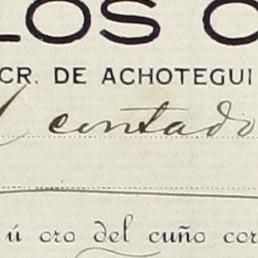 LOS O
CR. DE ACHOTEGUI
contado
ú oro del cuño cor